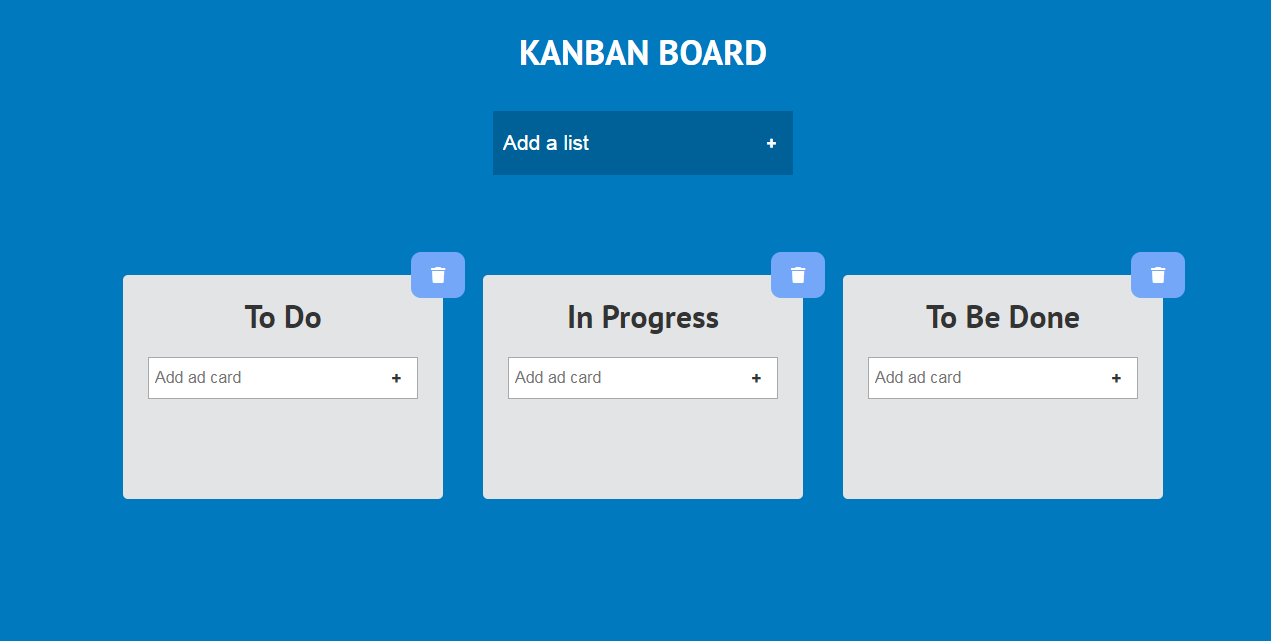 KANBAN BOARD
Add a list +
To Do
In Progress
To Be Done
Add ad card +
Add ad card +
Add ad card +